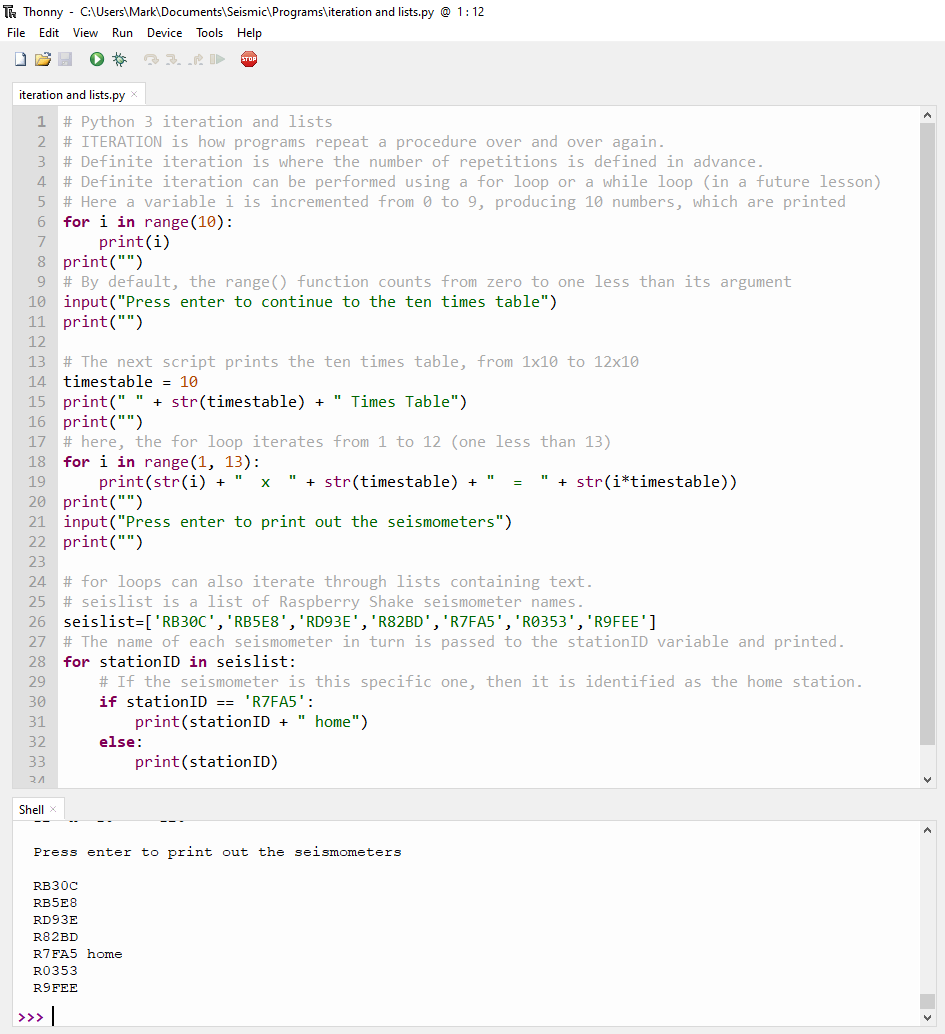 Thonny - C:\Users\Mark\Documents\Seismic\Programs\iteration and lists.py @ 1:12
File Edit View Run Device Tools Help
STOP
iteration and lists.py ×
1 # Python 3 iteration and lists
2 # ITERATION is how programs repeat a procedure over and over again.
3 # Definite iteration is where the number of repetitions is defined in advance.
4 # Definite iteration can be performed using a for loop or a while loop (in a future lesson)
5 # Here a variable i is incremented from 0 to 9, producing 10 numbers, which are printed
6 for i in range(10):
7     print(i)
8 print("")
9 # By default, the range() function counts from zero to one less than its argument
10 input("Press enter to continue to the ten times table")
11 print("")
12
13 # The next script prints the ten times table, from 1x10 to 12x10
14 timestable = 10
15 print(" " + str(timestable) + " Times Table")
16 print("")
17 # here, the for loop iterates from 1 to 12 (one less than 13)
18 for i in range(1, 13):
19     print(str(i) + "  x  " + str(timestable) + "  =  " + str(i*timestable))
20 print("")
21 input("Press enter to print out the seismometers")
22 print("")
23
24 # for loops can also iterate through lists containing text.
25 # seislist is a list of Raspberry Shake seismometer names.
26 seislist=['RB30C','RB5E8','RD93E','R82BD','R7FA5','R0353','R9FEE']
27 # The name of each seismometer in turn is passed to the stationID variable and printed.
28 for stationID in seislist:
29     # If the seismometer is this specific one, then it is identified as the home station.
30     if stationID == 'R7FA5':
31         print(stationID + " home")
32     else:
33         print(stationID)
34
Shell ×
Press enter to print out the seismometers
RB30C
RB5E8
RD93E
R82BD
R7FA5 home
R0353
R9FEE
>>>